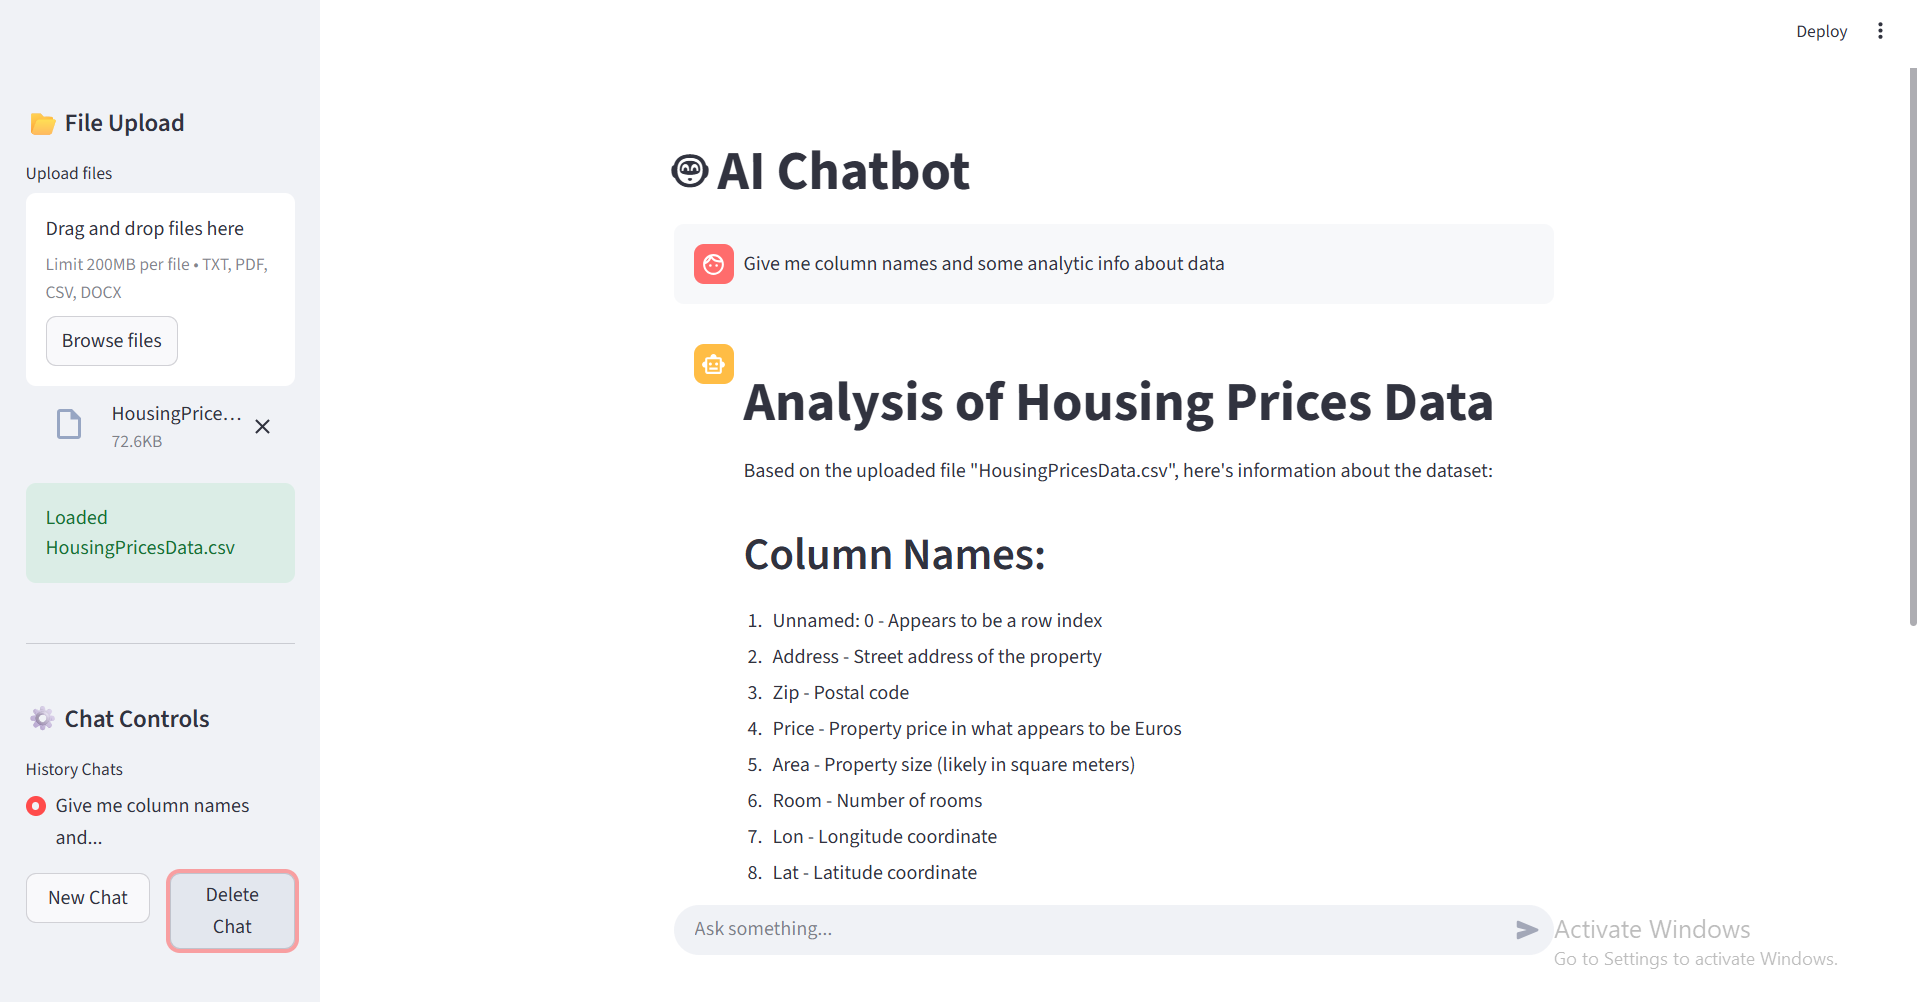 Deploy
File Upload
Upload files
Drag and drop files here
Limit 200MB per file • TXT, PDF,
CSV, DOCX
Browse files
HousingPrice...
72.6KB
Loaded
HousingPricesData.csv
Chat Controls
History Chats
Give me column names
and...
New Chat
Delete
Chat
AI Chatbot
Give me column names and some analytic info about data
Analysis of Housing Prices Data
Based on the uploaded file "HousingPricesData.csv", here's information about the dataset:
Column Names:
1. Unnamed: 0 - Appears to be a row index
2. Address - Street address of the property
3. Zip - Postal code
4. Price - Property price in what appears to be Euros
5. Area - Property size (likely in square meters)
6. Room - Number of rooms
7. Lon - Longitude coordinate
8. Lat - Latitude coordinate
Ask something...
Activate Windows
Go to Settings to activate Windows.